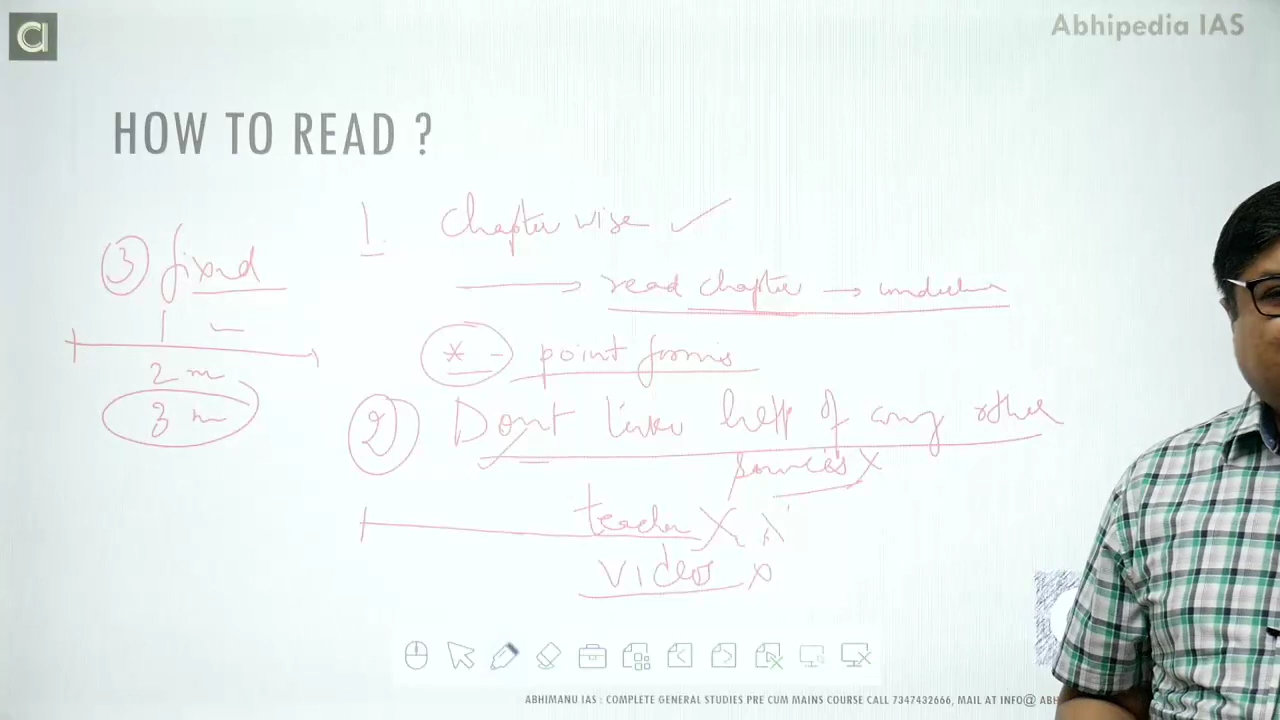 Abhipedia IAS
HOW TO READ ?
1. Chapter wise ✓
→ read chapter →
* - point forms
2 Dont take help of any other
sources X
teacher X X
video X
3 fixed
1
2 m
3 m
ABHIMANU IAS : COMPLETE GENERAL STUDIES PRE CUM MAINS COURSE CALL 7347432666, MAIL AT INFO@ ABH